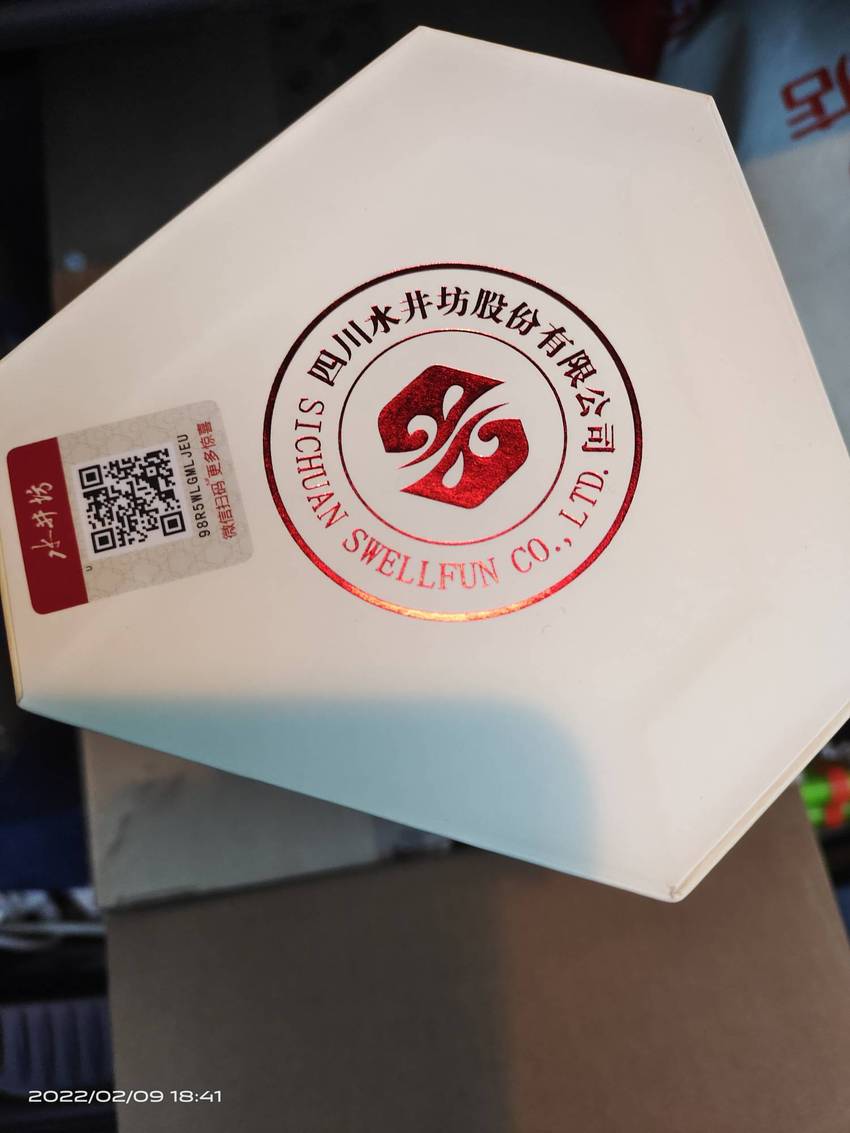 四川水井坊股份有限公司
SICHUAN SWELLFUN CO., LTD.
水井坊
98R5WLGMLJEU
微信扫码 更多惊喜
店
2022/02/09 18:41